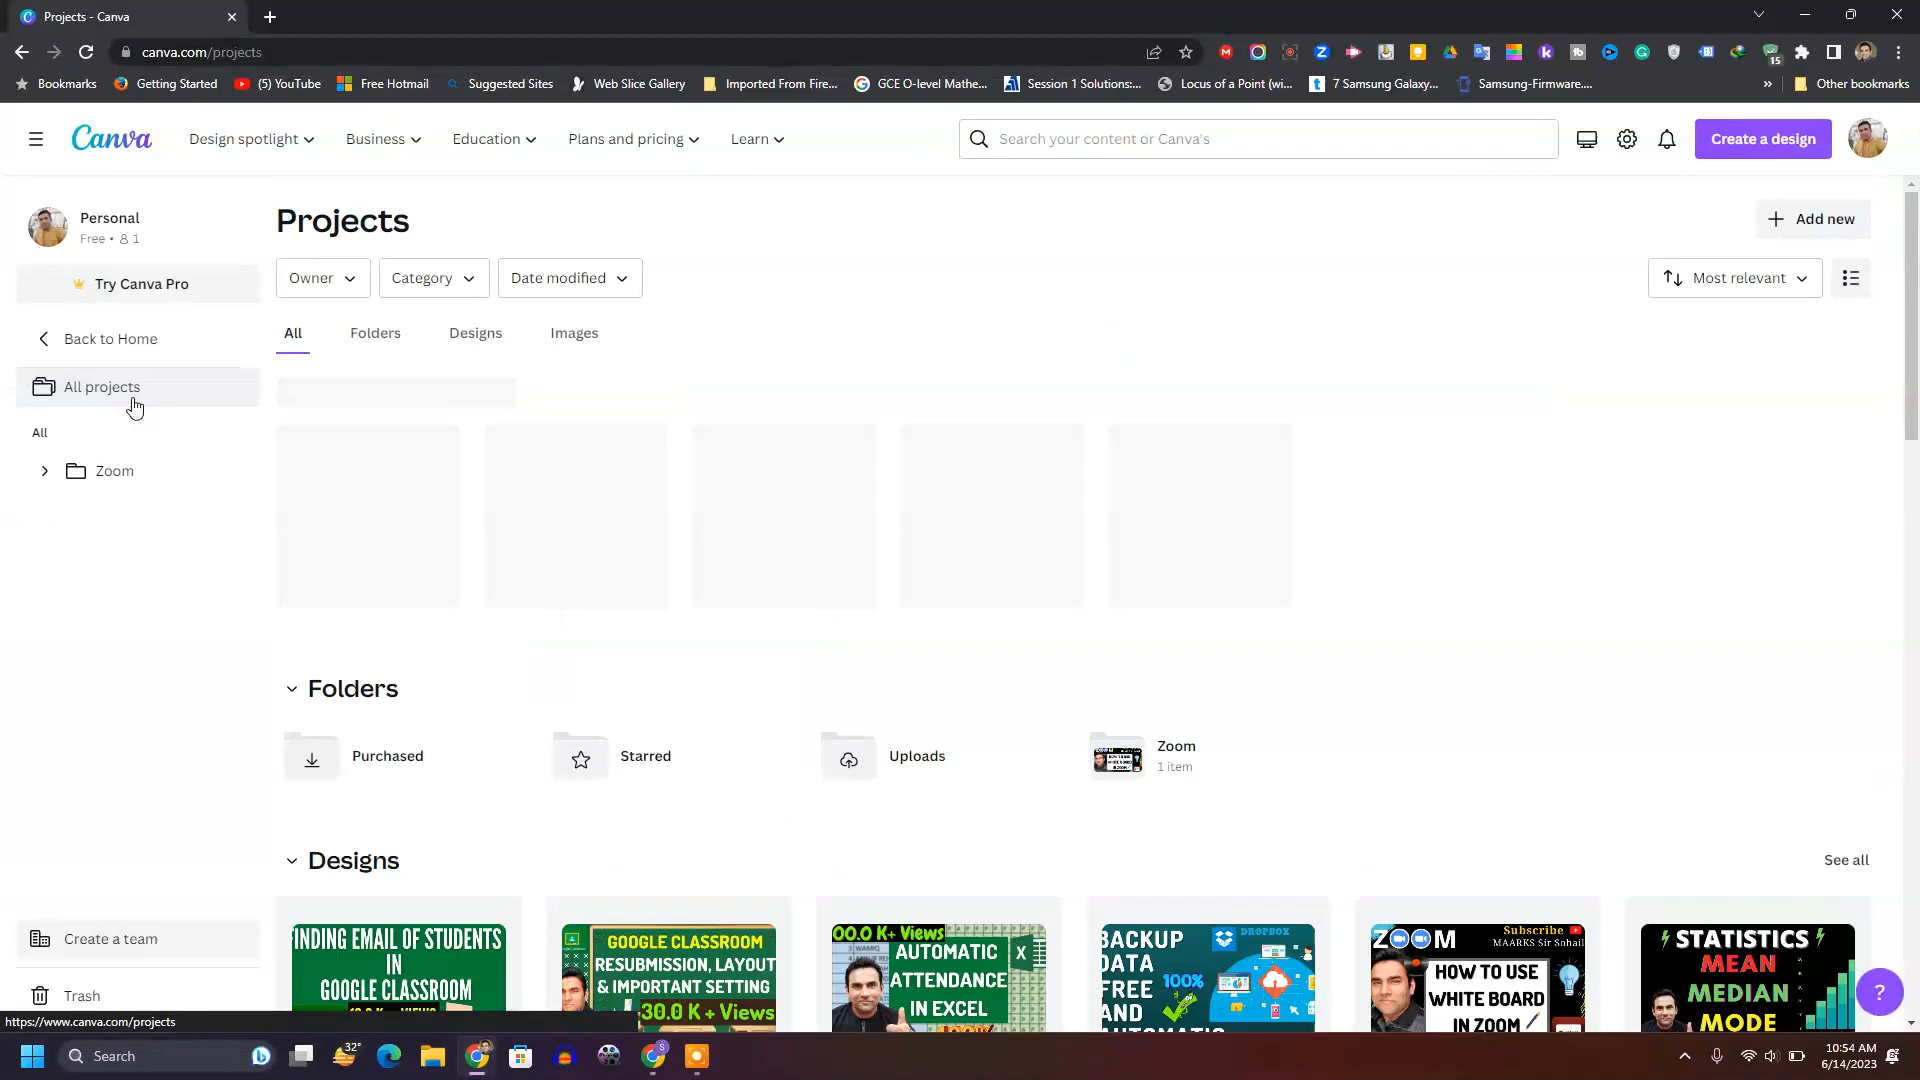 Projects - Canva
canva.com/projects
15
Bookmarks
Getting Started
(5) YouTube
Free Hotmail
Suggested Sites
Web Slice Gallery
Imported From Fire...
GCE O-level Mathe...
Session 1 Solutions:...
Locus of a Point (wi...
7 Samsung Galaxy...
Samsung-Firmware....
»
Other bookmarks
Canva
Design spotlight
Business
Education
Plans and pricing
Learn
Search your content or Canva's
Create a design
Personal
Free • 1
Try Canva Pro
Back to Home
All projects
All
Zoom
Projects
Add new
Owner
Category
Date modified
Most relevant
All
Folders
Designs
Images
Folders
Purchased
Starred
Uploads
Zoom
1 item
Designs
See all
INDING EMAIL OF STUDENTS
IN
GOOGLE CLASSROOM
GOOGLE CLASSROOM
RESUBMISSION, LAYOUT
& IMPORTANT SETTING
30.0 K + Views
00.0 K+ Views
AUTOMATIC
ATTENDANCE
IN EXCEL
100%
BACKUP
DATA
FREE
AND
AUTOMATIC
DROPBOX
100%
ZOOM
Subscribe
MAARKS Sir Sohail
HOW TO USE
WHITE BOARD
IN ZOOM
STATISTICS
MEAN
MEDIAN
MODE
Create a team
Trash
?
https://www.canva.com/projects
Search
32°
10:54 AM
6/14/2023